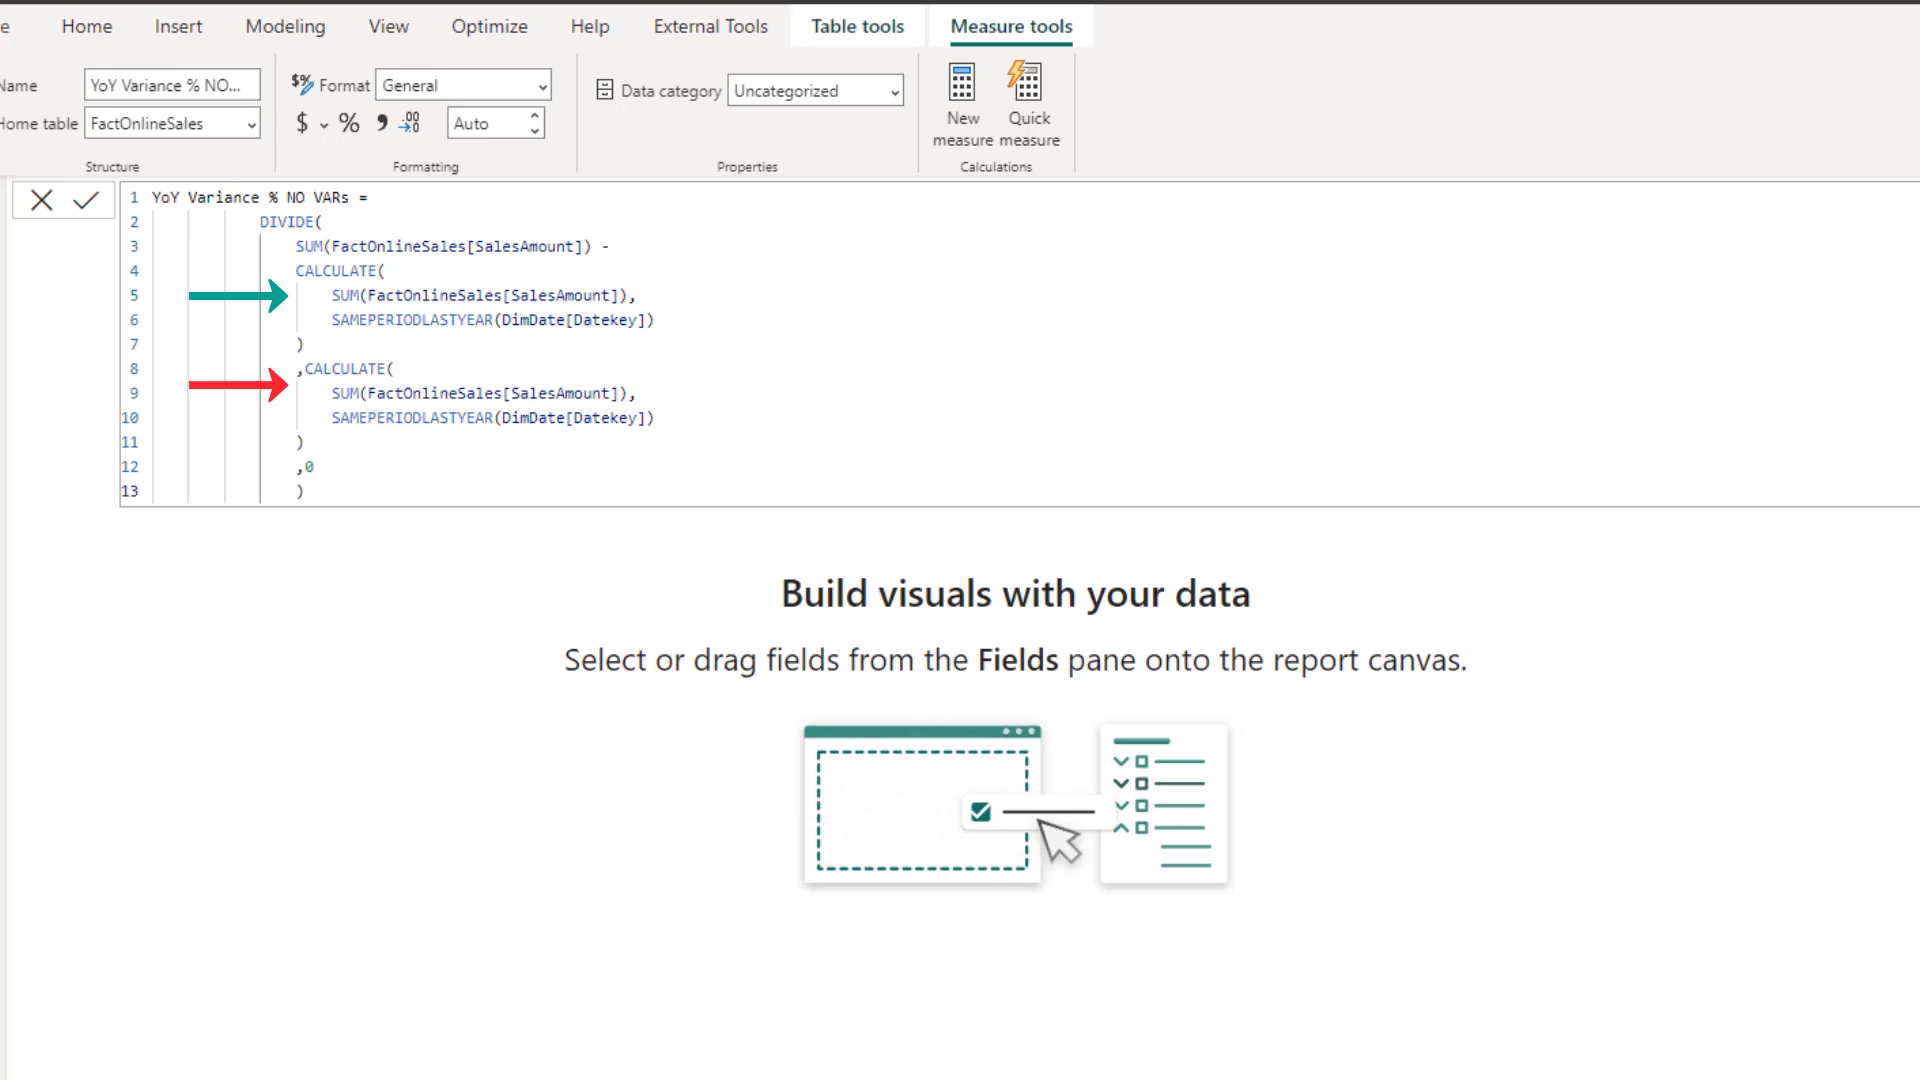 e Home Insert Modeling View Optimize Help External Tools Table tools Measure tools
Name YoY Variance % NO... $% Format General Data category Uncategorized New measure Quick measure
Home table FactOnlineSales $ % , .00 .0 Auto
Structure Formatting Properties Calculations
1 YoY Variance % NO VARs =
2 DIVIDE(
3 SUM(FactOnlineSales[SalesAmount]) -
4 CALCULATE(
5 SUM(FactOnlineSales[SalesAmount]),
6 SAMEPERIODLASTYEAR(DimDate[Datekey])
7 )
8 ,CALCULATE(
9 SUM(FactOnlineSales[SalesAmount]),
10 SAMEPERIODLASTYEAR(DimDate[Datekey])
11 )
12 ,0
13 )
Build visuals with your data
Select or drag fields from the Fields pane onto the report canvas.